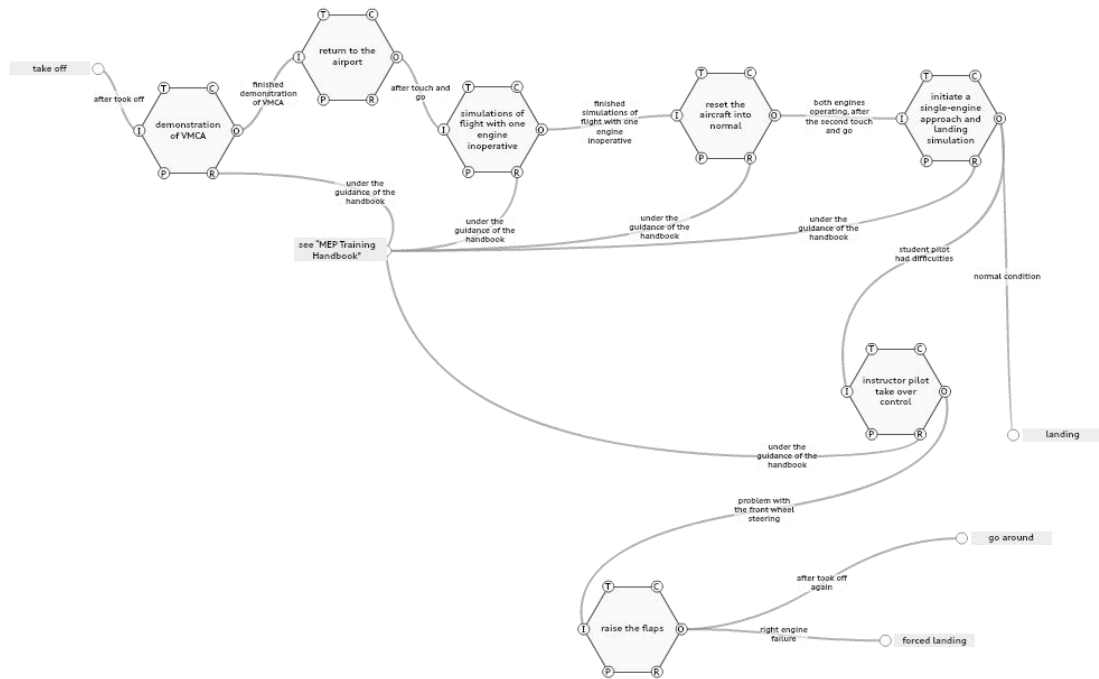 T
C
return to the
airport
I
O
P
R
take off
after took off
finished
demonstration
of VMCA
after touch and
go
T
C
demonstration
of VMCA
I
O
P
R
T
C
simulations of
flight with one
engine
inoperative
I
O
P
R
finished
simulations of
flight with one
engine
inoperative
T
C
reset the
aircraft into
normal
I
O
P
R
both engines
operating, after
the second touch
and go
T
C
initiate a
single-engine
approach and
landing
simulation
I
O
P
R
under the
guidance of the
handbook
under the
guidance of the
handbook
under the
guidance of the
handbook
under the
guidance of the
handbook
see "MEP Training
Handbook"
student pilot
had difficulties
normal condition
T
C
instructor pilot
take over
control
I
O
P
R
landing
under the
guidance of the
handbook
problem with
the front wheel
steering
go around
after took off
again
T
C
raise the flaps
I
O
P
R
right engine
failure
forced landing